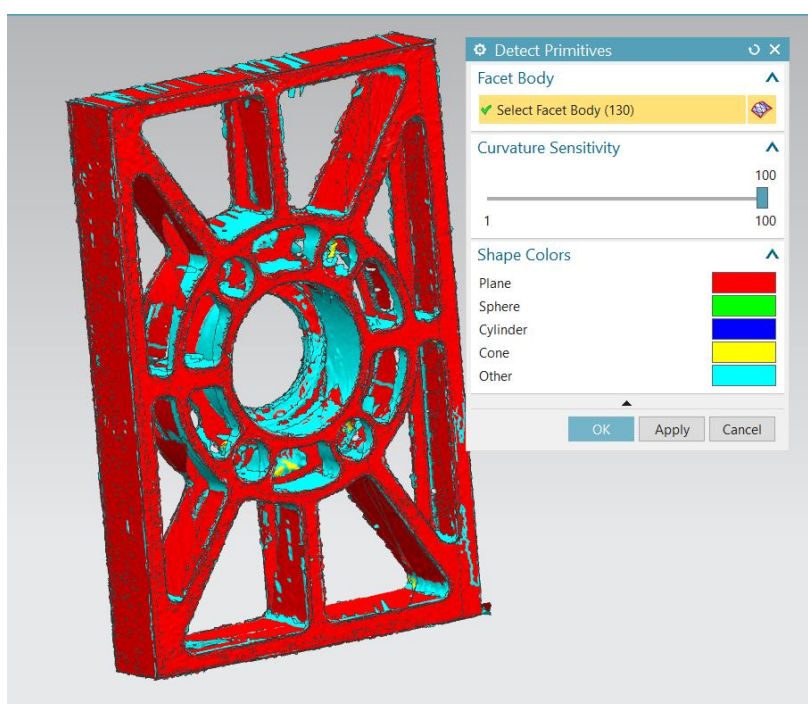 Detect Primitives
Facet Body
Select Facet Body (130)
Curvature Sensitivity
100
1 100
Shape Colors
Plane
Sphere
Cylinder
Cone
Other
OK Apply Cancel